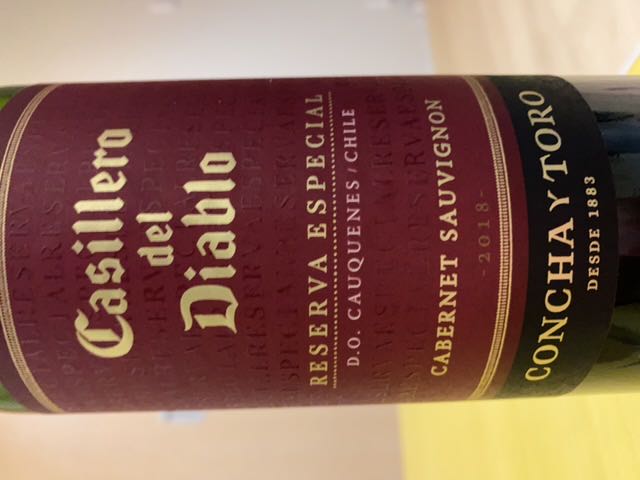 Casillero
del
Diablo
RESERVA ESPECIAL
D.O. CAUQUENES / CHILE
CABERNET SAUVIGNON
-2018-
CONCHA Y TORO
DESDE 1883